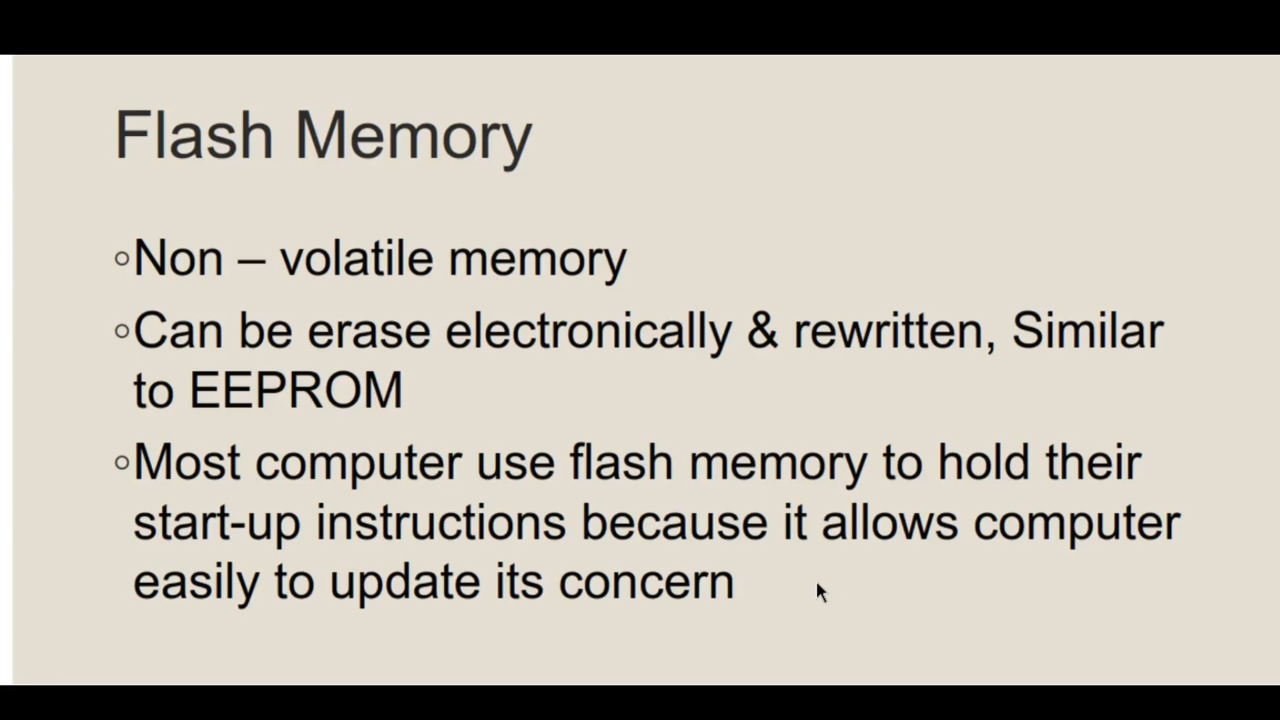 Flash Memory
◦Non – volatile memory
◦Can be erase electronically & rewritten, Similar
to EEPROM
◦Most computer use flash memory to hold their
start-up instructions because it allows computer
easily to update its concern